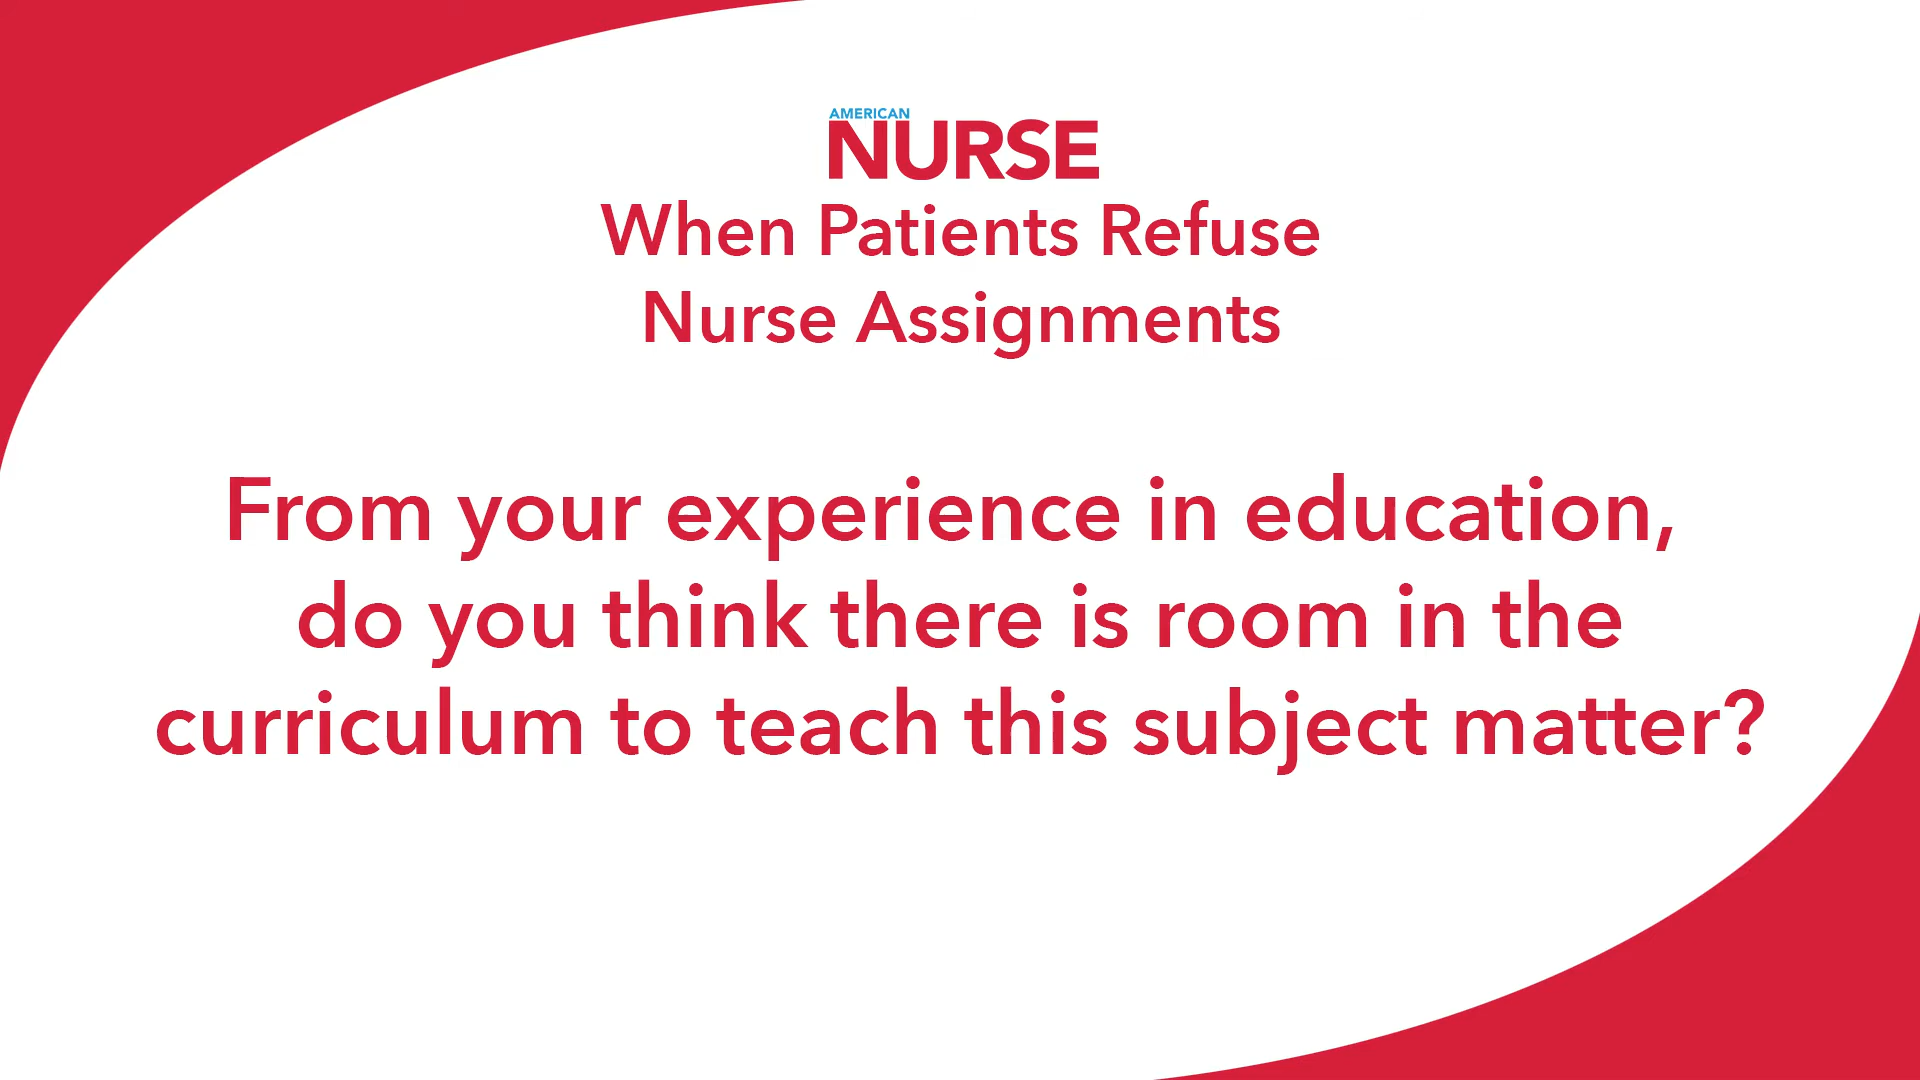 AMERICAN
NURSE
When Patients Refuse
Nurse Assignments
From your experience in education,
do you think there is room in the
curriculum to teach this subject matter?